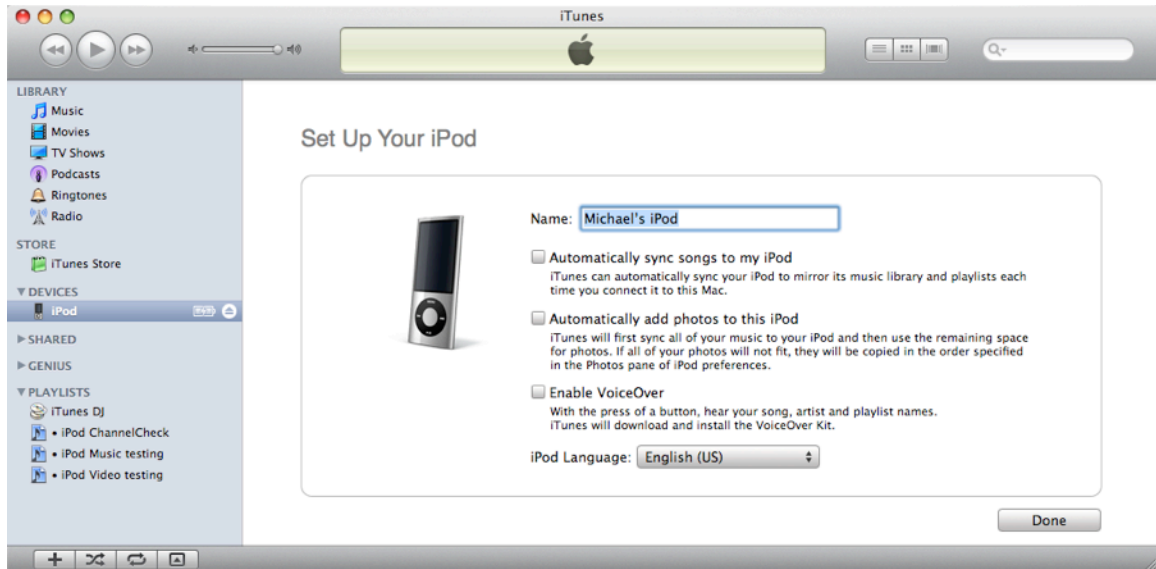 iTunes
LIBRARY
Music
Movies
TV Shows
Podcasts
Ringtones
Radio
STORE
iTunes Store
DEVICES
iPod
SHARED
GENIUS
PLAYLISTS
iTunes DJ
• iPod ChannelCheck
• iPod Music testing
• iPod Video testing
Set Up Your iPod
Name: Michael's iPod
Automatically sync songs to my iPod
iTunes can automatically sync your iPod to mirror its music library and playlists each
time you connect it to this Mac.
Automatically add photos to this iPod
iTunes will first sync all of your music to your iPod and then use the remaining space
for photos. If all of your photos will not fit, they will be copied in the order specified
in the Photos pane of iPod preferences.
Enable VoiceOver
With the press of a button, hear your song, artist and playlist names.
iTunes will download and install the VoiceOver Kit.
iPod Language: English (US)
Done